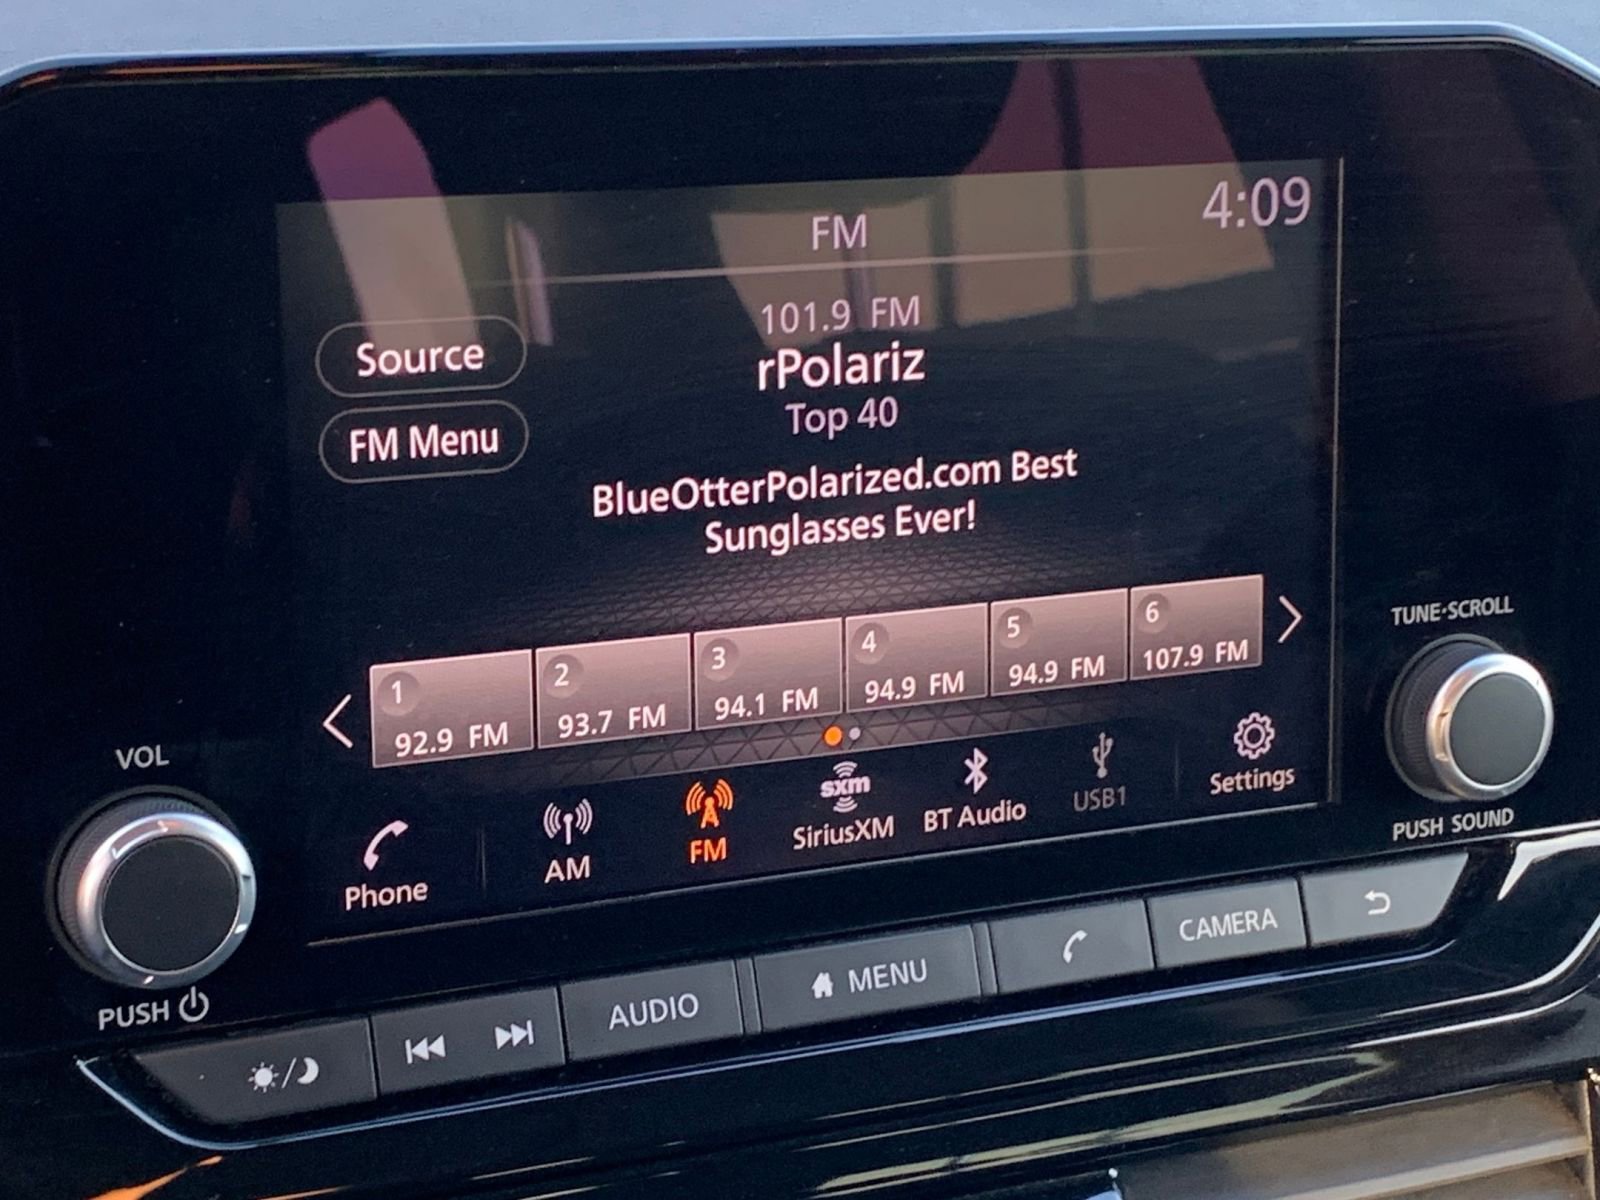 4:09
FM
101.9 FM
rPolariz
Top 40
Source
FM Menu
BlueOtterPolarized.com Best
Sunglasses Ever!
1
92.9 FM
2
93.7 FM
3
94.1 FM
4
94.9 FM
5
94.9 FM
6
107.9 FM
Phone
AM
FM
sxm
SiriusXM
BT Audio
USB1
Settings
VOL
PUSH
TUNE·SCROLL
PUSH SOUND
AUDIO
MENU
CAMERA